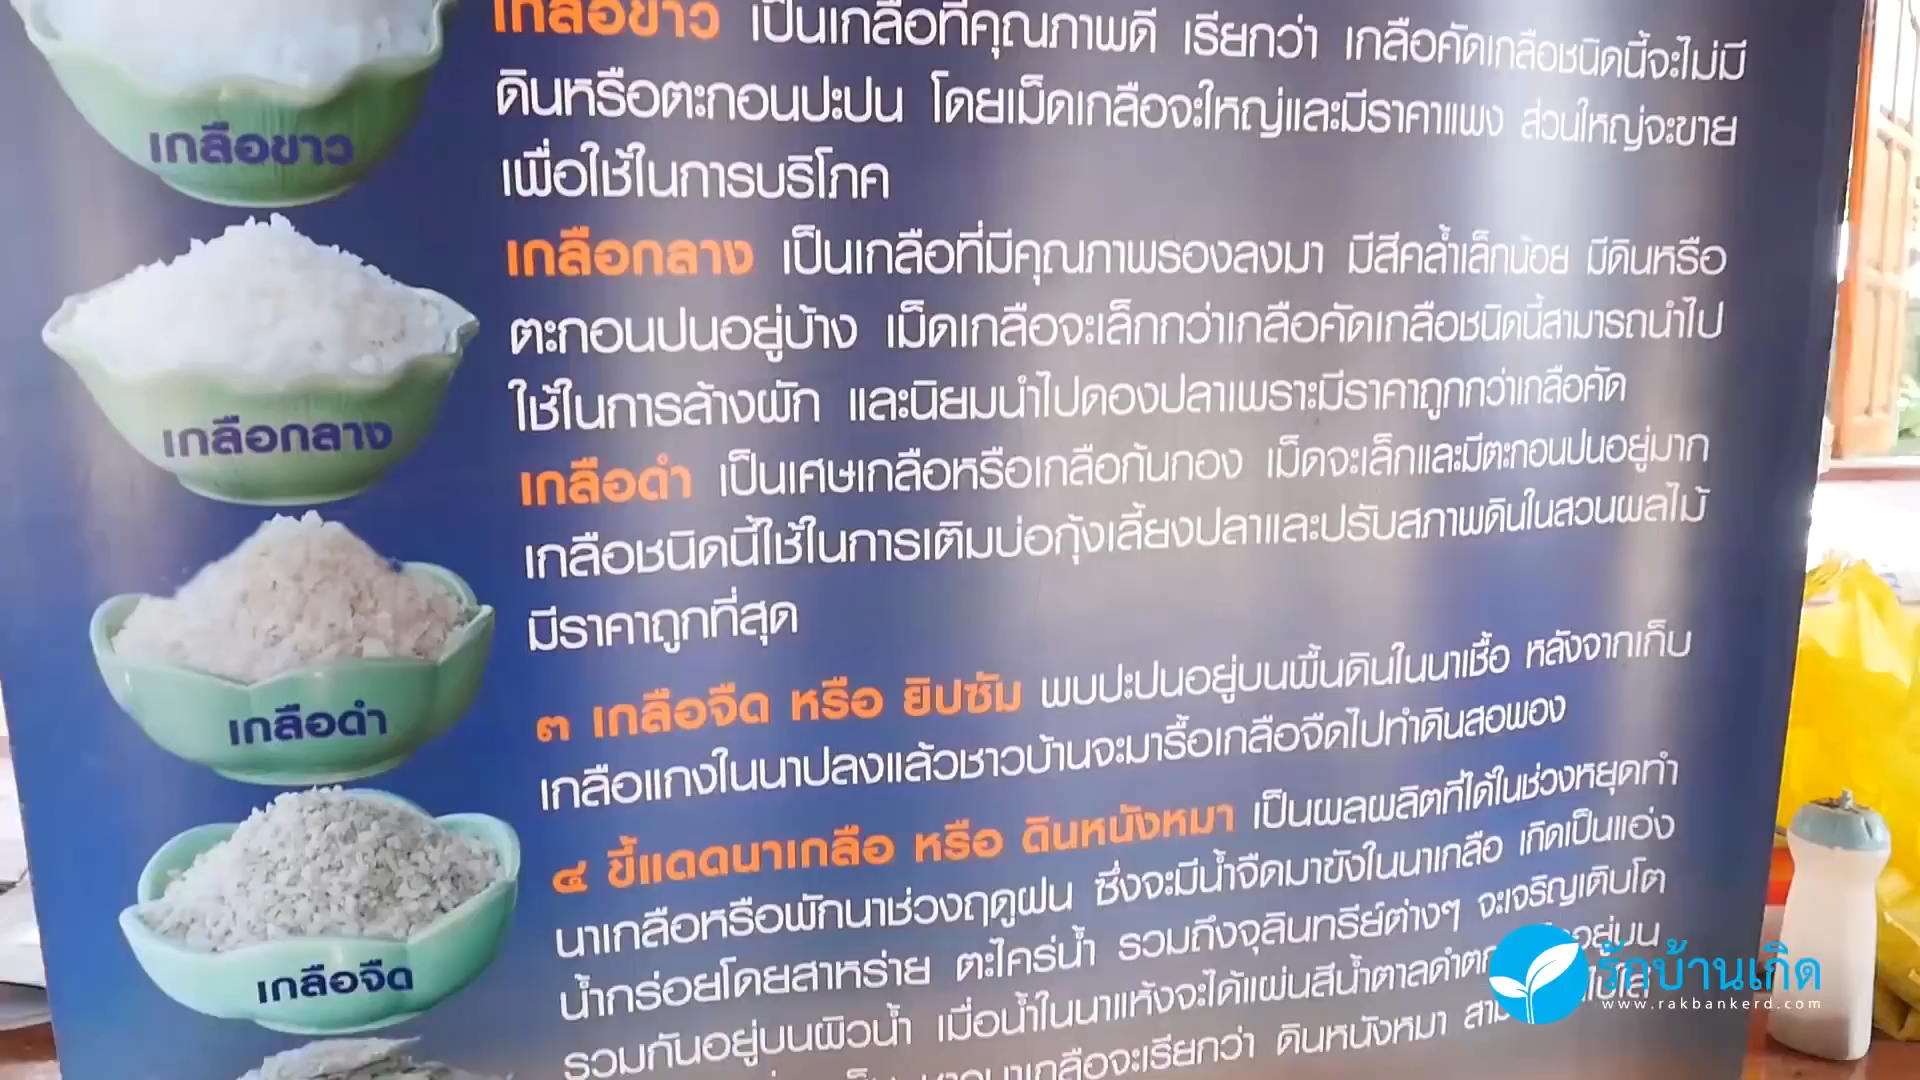 เกลือขาว เป็นเกลือที่คุณภาพดี เรียกว่า เกลือคัดเกลือชนิดนี้จะไม่มี
ดินหรือตะกอนปะปน โดยเม็ดเกลือจะใหญ่และมีราคาแพง ส่วนใหญ่จะขาย
เพื่อใช้ในการบริโภค
เกลือขาว
เกลือกลาง เป็นเกลือที่มีคุณภาพรองลงมา มีสีคล้ำเล็กน้อย มีดินหรือ
ตะกอนปนอยู่บ้าง เม็ดเกลือจะเล็กกว่าเกลือคัดเกลือชนิดนี้สามารถนำไป
ใช้ในการล้างผัก และนิยมนำไปดองปลาเพราะมีราคาถูกกว่าเกลือคัด
เกลือกลาง
เกลือดำ เป็นเศษเกลือหรือเกลือก้นกอง เม็ดจะเล็กและมีตะกอนปนอยู่มาก
เกลือชนิดนี้ใช้ในการเติมบ่อกุ้งเลี้ยงปลาและปรับสภาพดินในสวนผลไม้
มีราคาถูกที่สุด
เกลือดำ
๓ เกลือจืด หรือ ยิปซัม พบปะปนอยู่บนพื้นดินในนาเชื้อ หลังจากเก็บ
เกลือแกงในนาปลงแล้วชาวบ้านจะมารื้อเกลือจืดไปทำดินสอพอง
เกลือจืด
๔ ขี้แดดนาเกลือ หรือ ดินหนังหมา เป็นผลผลิตที่ได้ในช่วงหยุดทำ
นาเกลือหรือพักนาช่วงฤดูฝน ซึ่งจะมีน้ำจืดมาขังในนาเกลือ เกิดเป็นแอ่ง
น้ำกร่อยโดยสาหร่าย ตะไคร่น้ำ รวมถึงจุลินทรีย์ต่างๆ จะเจริญเติบโต
รวมกันอยู่บนผิวน้ำ เมื่อน้ำในนาแห้งจะได้แผ่นสีน้ำตาลดำ อยู่บน
นาเกลือจะเรียกว่า ดินหนังหมา
รักบ้านเกิด
www.rakbankerd.com